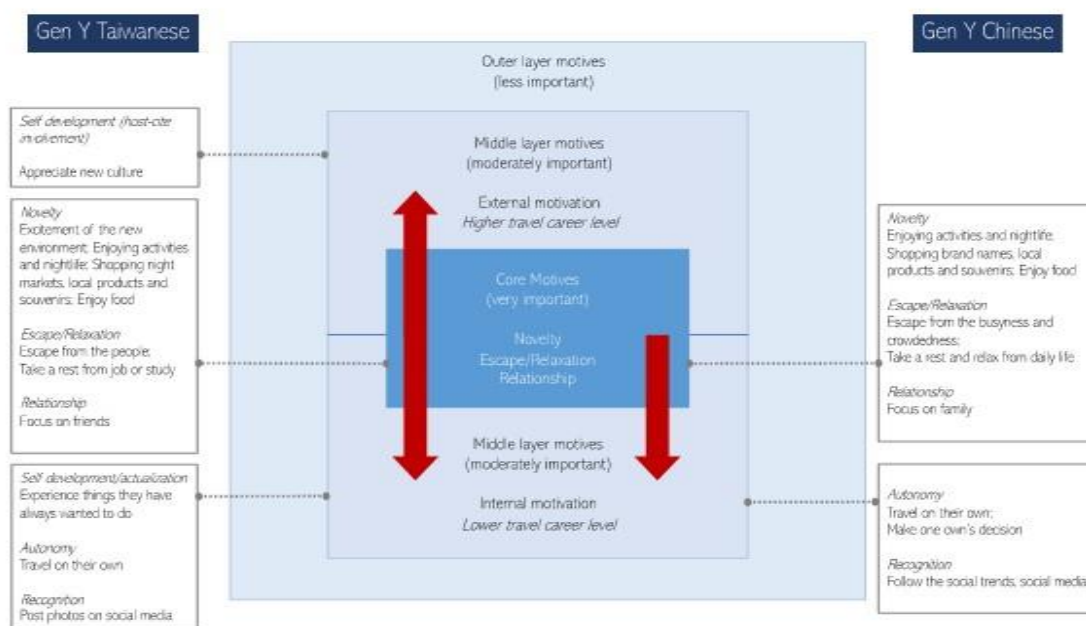 Gen Y Taiwanese
Gen Y Chinese
Outer layer motives
(less important)
Self development (host-cite
involvement)
Appreciate new culture
Middle layer motives
(moderately important)
External motivation
Higher travel career level
Novelty
Excitement of the new
environment; Enjoying activities
and nightlife; Shopping night
markets, local products and
souvenirs; Enjoy food
Escape/Relaxation
Escape from the people;
Take a rest from job or study
Relationship
Focus on friends
Core Motives
(very important)
Novelty
Escape/Relaxation
Relationship
Novelty
Enjoying activities and nightlife;
Shopping brand names, local
products and souvenirs; Enjoy food
Escape/Relaxation
Escape from the busyness and
crowdedness;
Take a rest and relax from daily life
Relationship
Focus on family
Middle layer motives
(moderately important)
Internal motivation
Lower travel career level
Self development/actualization
Experience things they have
always wanted to do
Autonomy
Travel on their own
Recognition
Post photos on social media
Autonomy
Travel on their own;
Make one own's decision
Recognition
Follow the social trends, social media